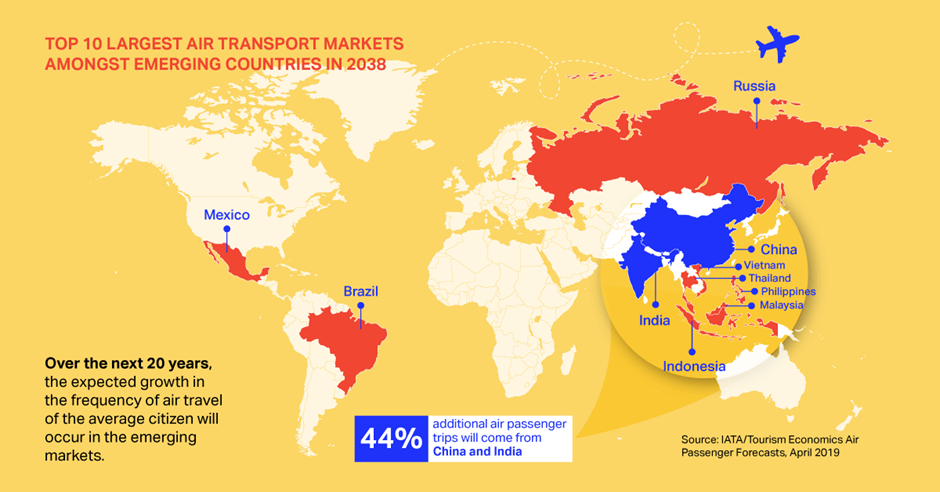 TOP 10 LARGEST AIR TRANSPORT MARKETS
AMONGST EMERGING COUNTRIES IN 2038
Russia
Mexico
China
Vietnam
Thailand
Philippines
Malaysia
Brazil
India
Indonesia
Over the next 20 years,
the expected growth in
the frequency of air travel
of the average citizen will
occur in the emerging
markets.
44%
additional air passenger
trips will come from
China and India
Source: IATA/Tourism Economics Air
Passenger Forecasts, April 2019